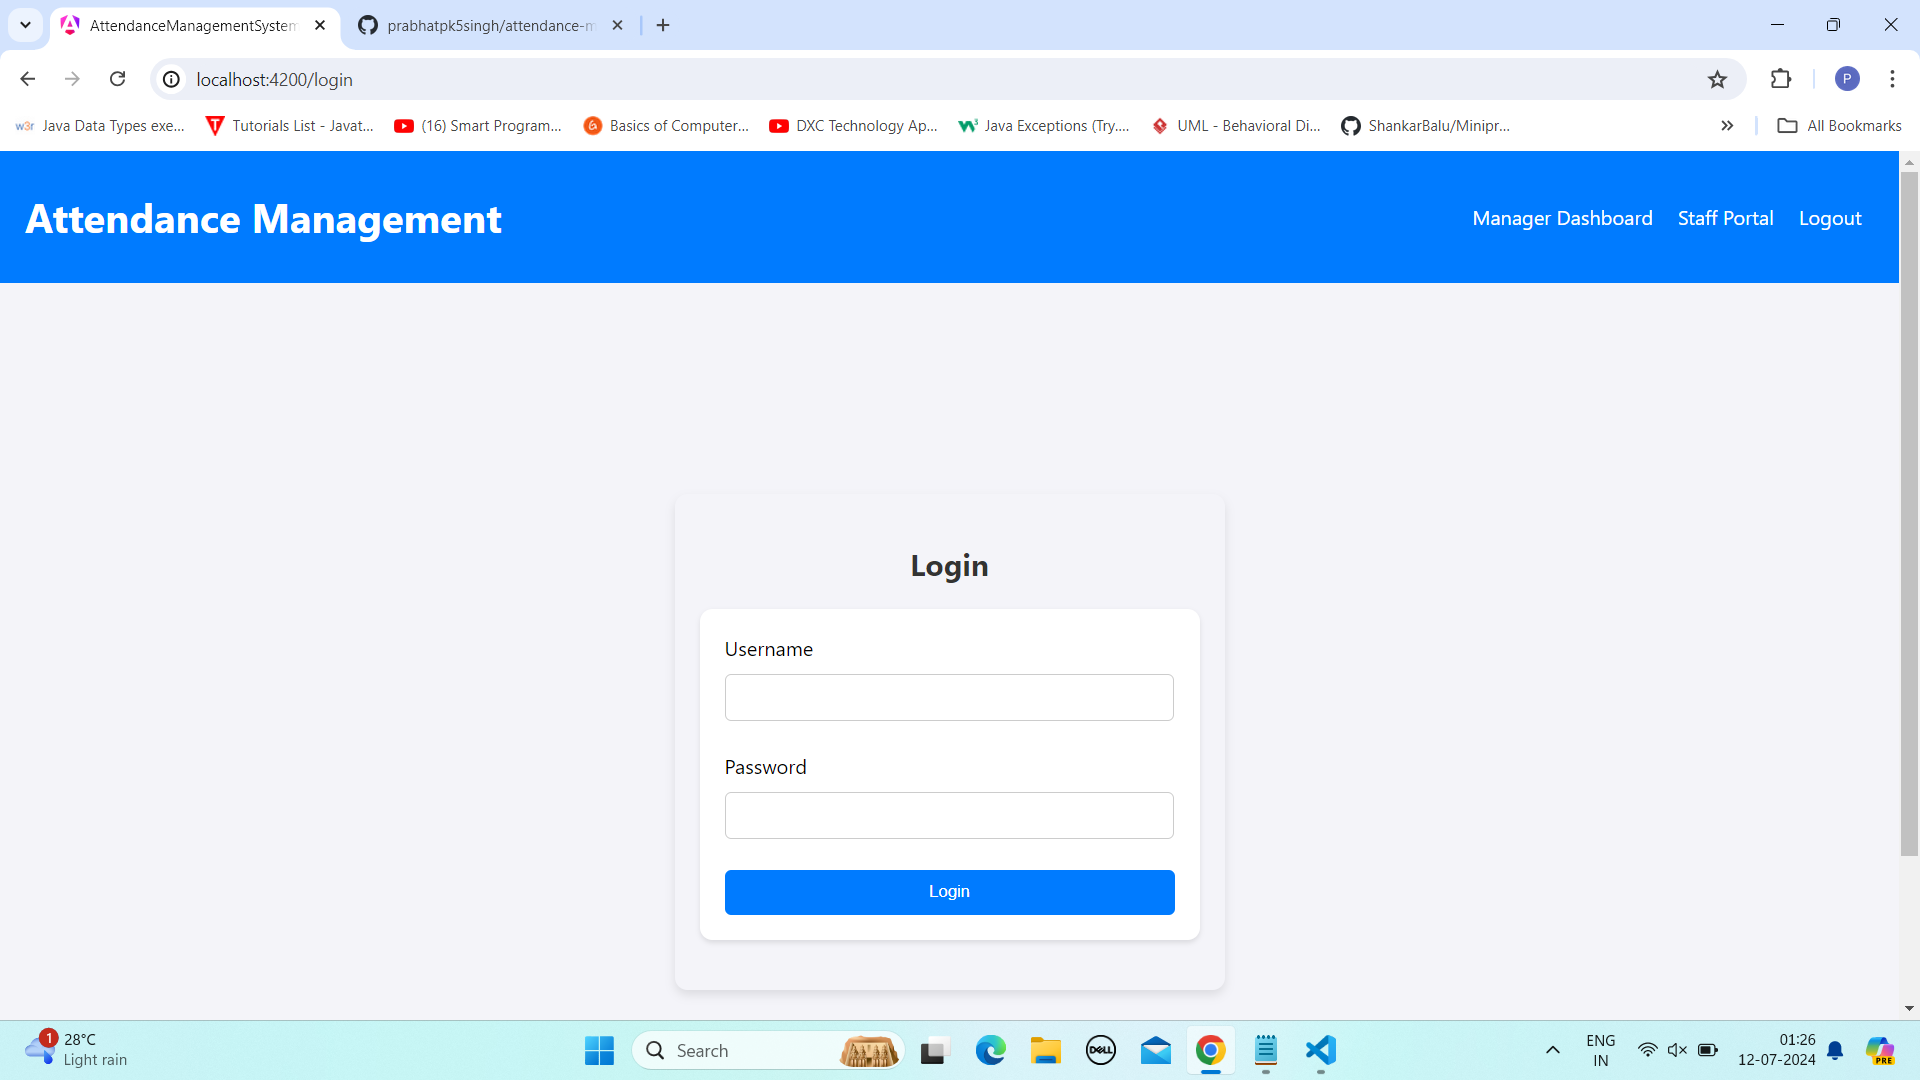 AttendanceManagementSystem
prabhatpk5singh/attendance-m
localhost:4200/login
P
w3r Java Data Types exe...
T Tutorials List - Javat...
(16) Smart Program...
Basics of Computer...
DXC Technology Ap...
Java Exceptions (Try....
UML - Behavioral Di...
ShankarBalu/Minipr...
All Bookmarks
Attendance Management
Manager Dashboard Staff Portal Logout
Login
Username
Password
Login
1
28°C
Light rain
Search
DELL
ENG
IN
01:26
12-07-2024
PRE